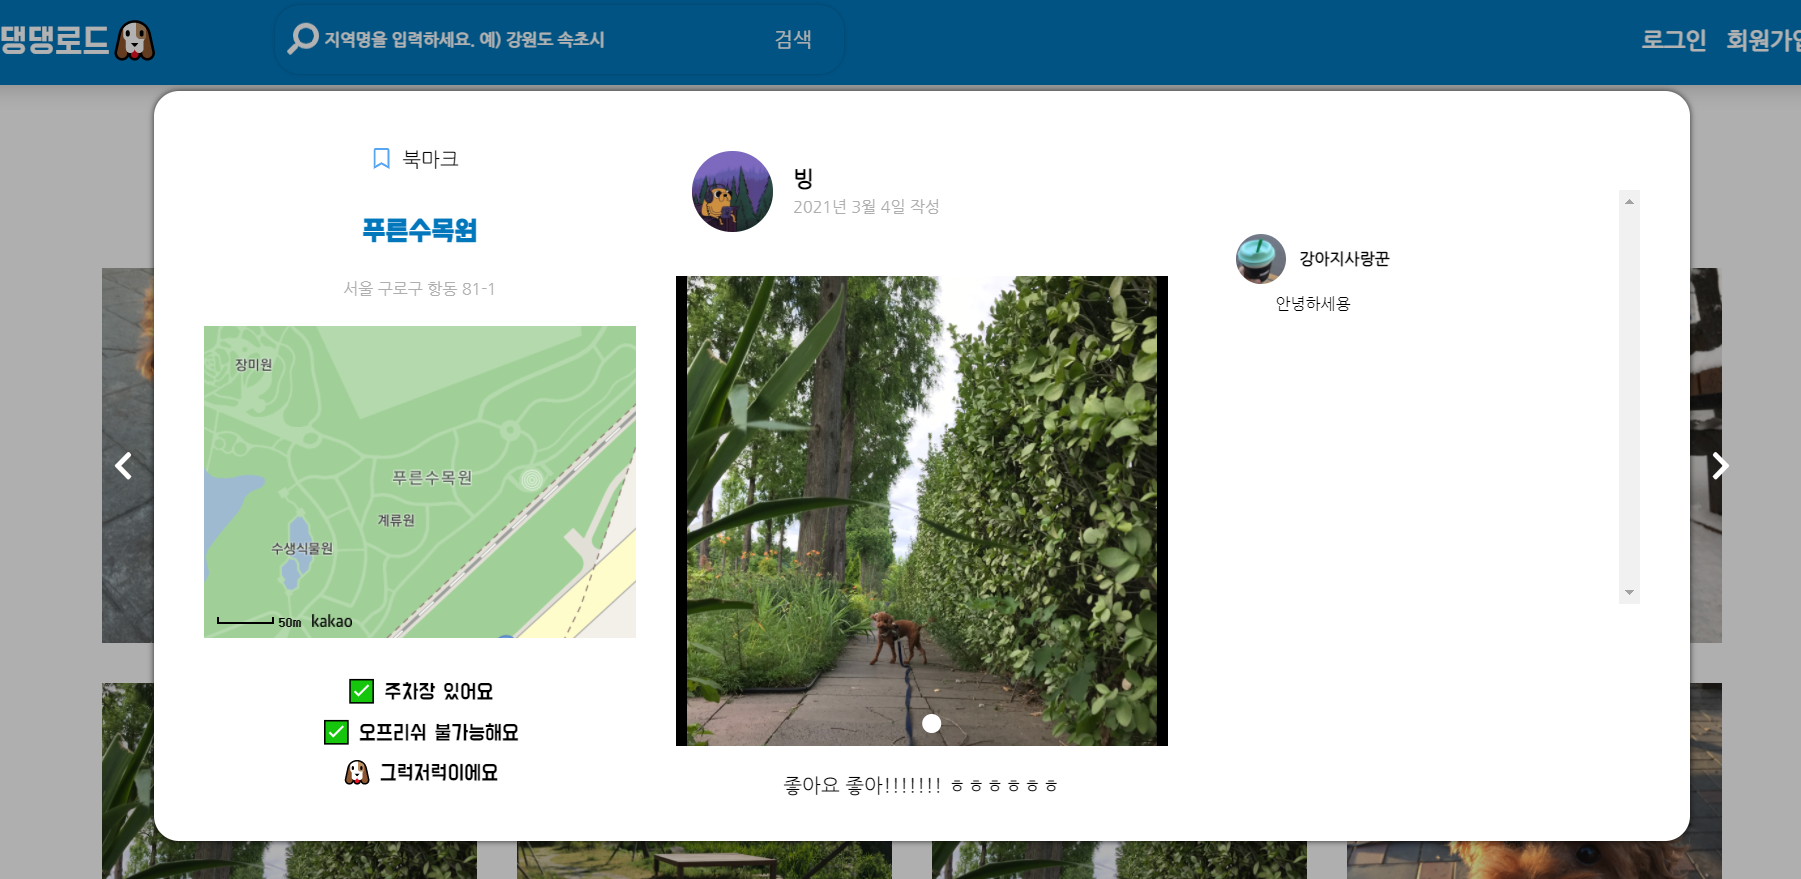 댕댕로드
지역명을 입력하세요. 예) 강원도 속초시
검색
로그인
회원가입
북마크
푸른수목원
서울 구로구 항동 81-1
장미원
푸른수목원
계류원
수생식물원
50m kakao
주차장 있어요
오프리쉬 불가능해요
그럭저럭이에요
빙
2021년 3월 4일 작성
좋아요 좋아!!!!!!! ㅎㅎㅎㅎㅎㅎ
강아지사랑꾼
안녕하세용